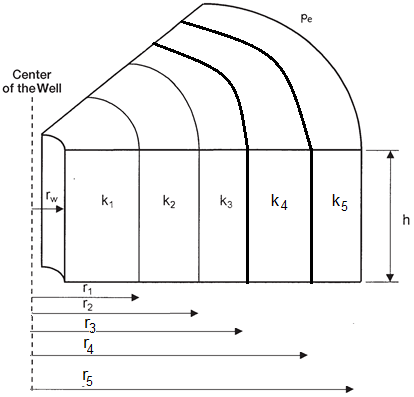 pe
Center
of the Well
rw
k1
k2
k3
k4
k5
h
r1
r2
r3
r4
r5